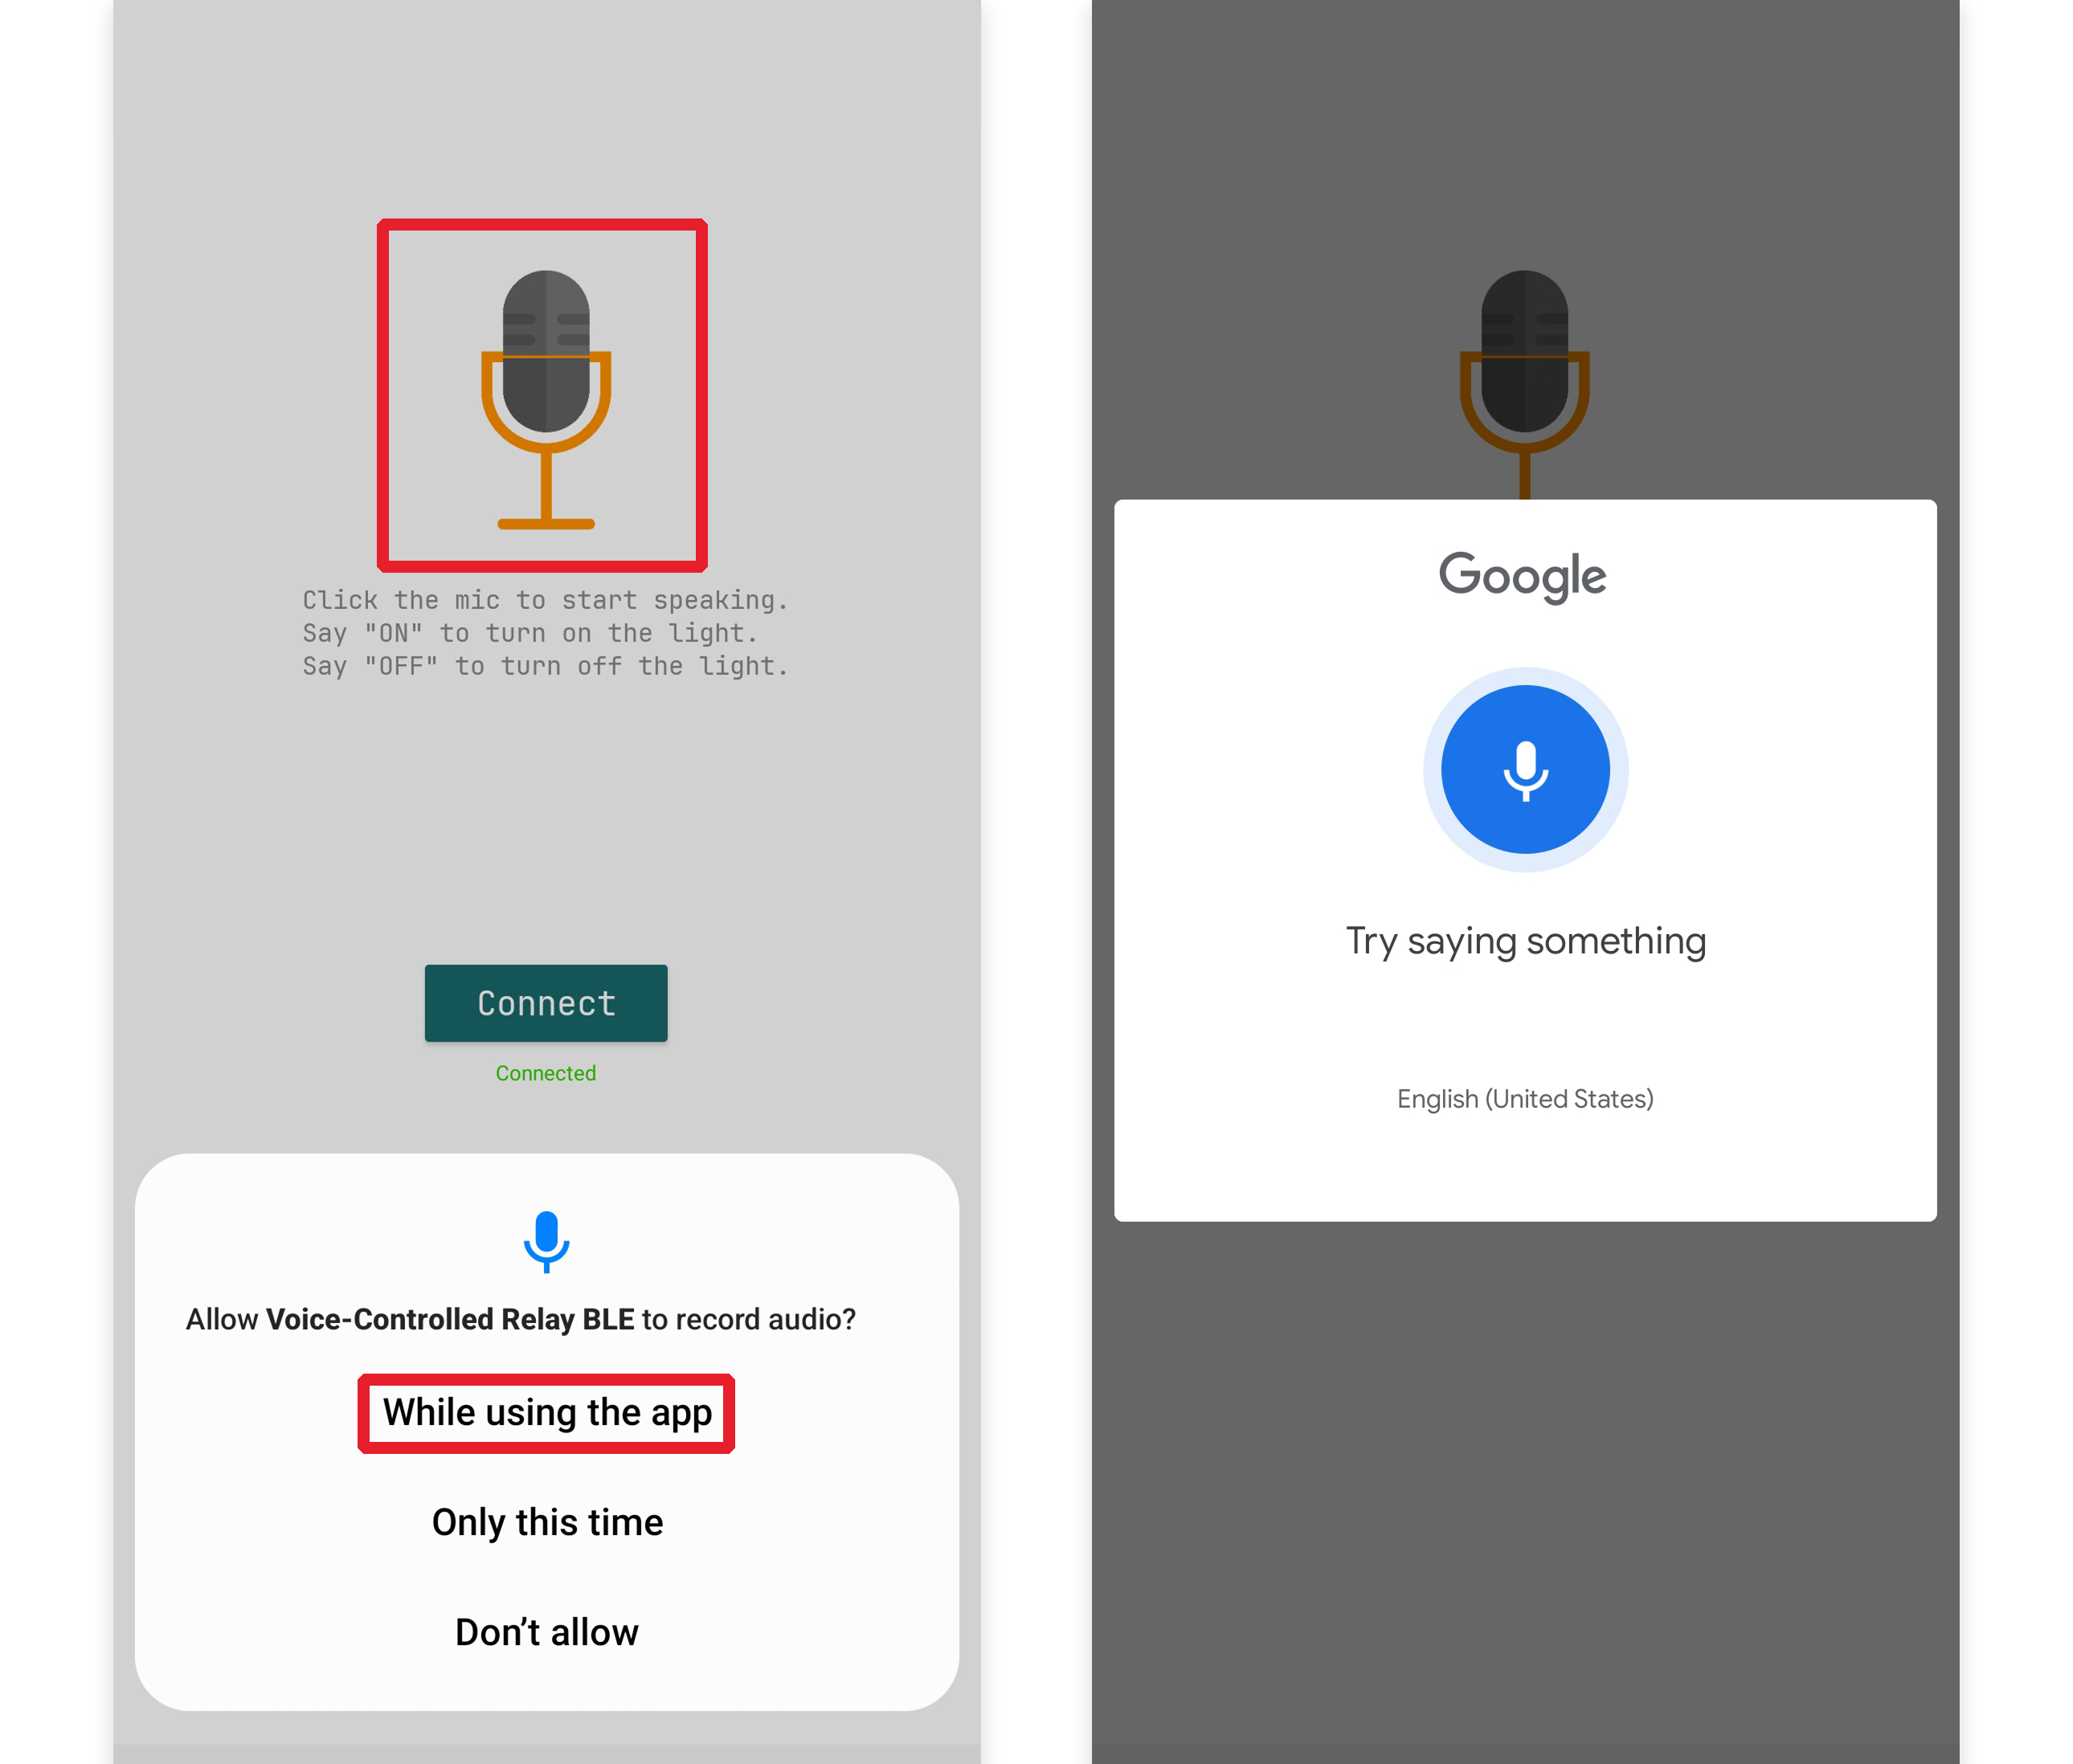 Click the mic to start speaking.
Say "ON" to turn on the light.
Say "OFF" to turn off the light.
Connect
Connected
Allow Voice-Controlled Relay BLE to record audio?
While using the app
Only this time
Don’t allow
Google
Try saying something
English (United States)